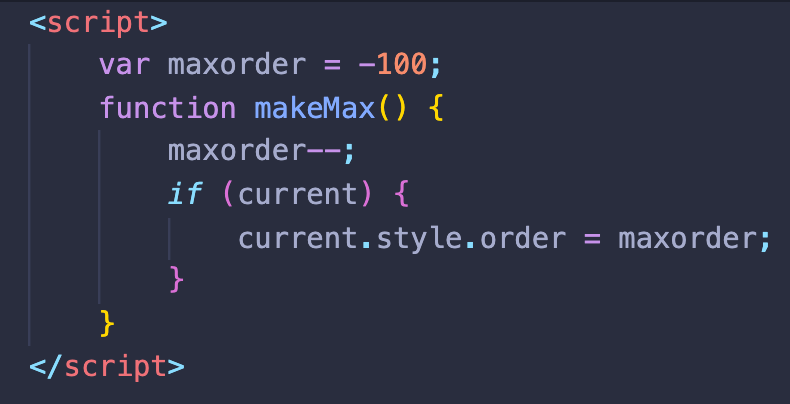 <script>
    var maxorder = -100;
    function makeMax() {
        maxorder--;
        if (current) {
            current.style.order = maxorder;
        }
    }
</script>